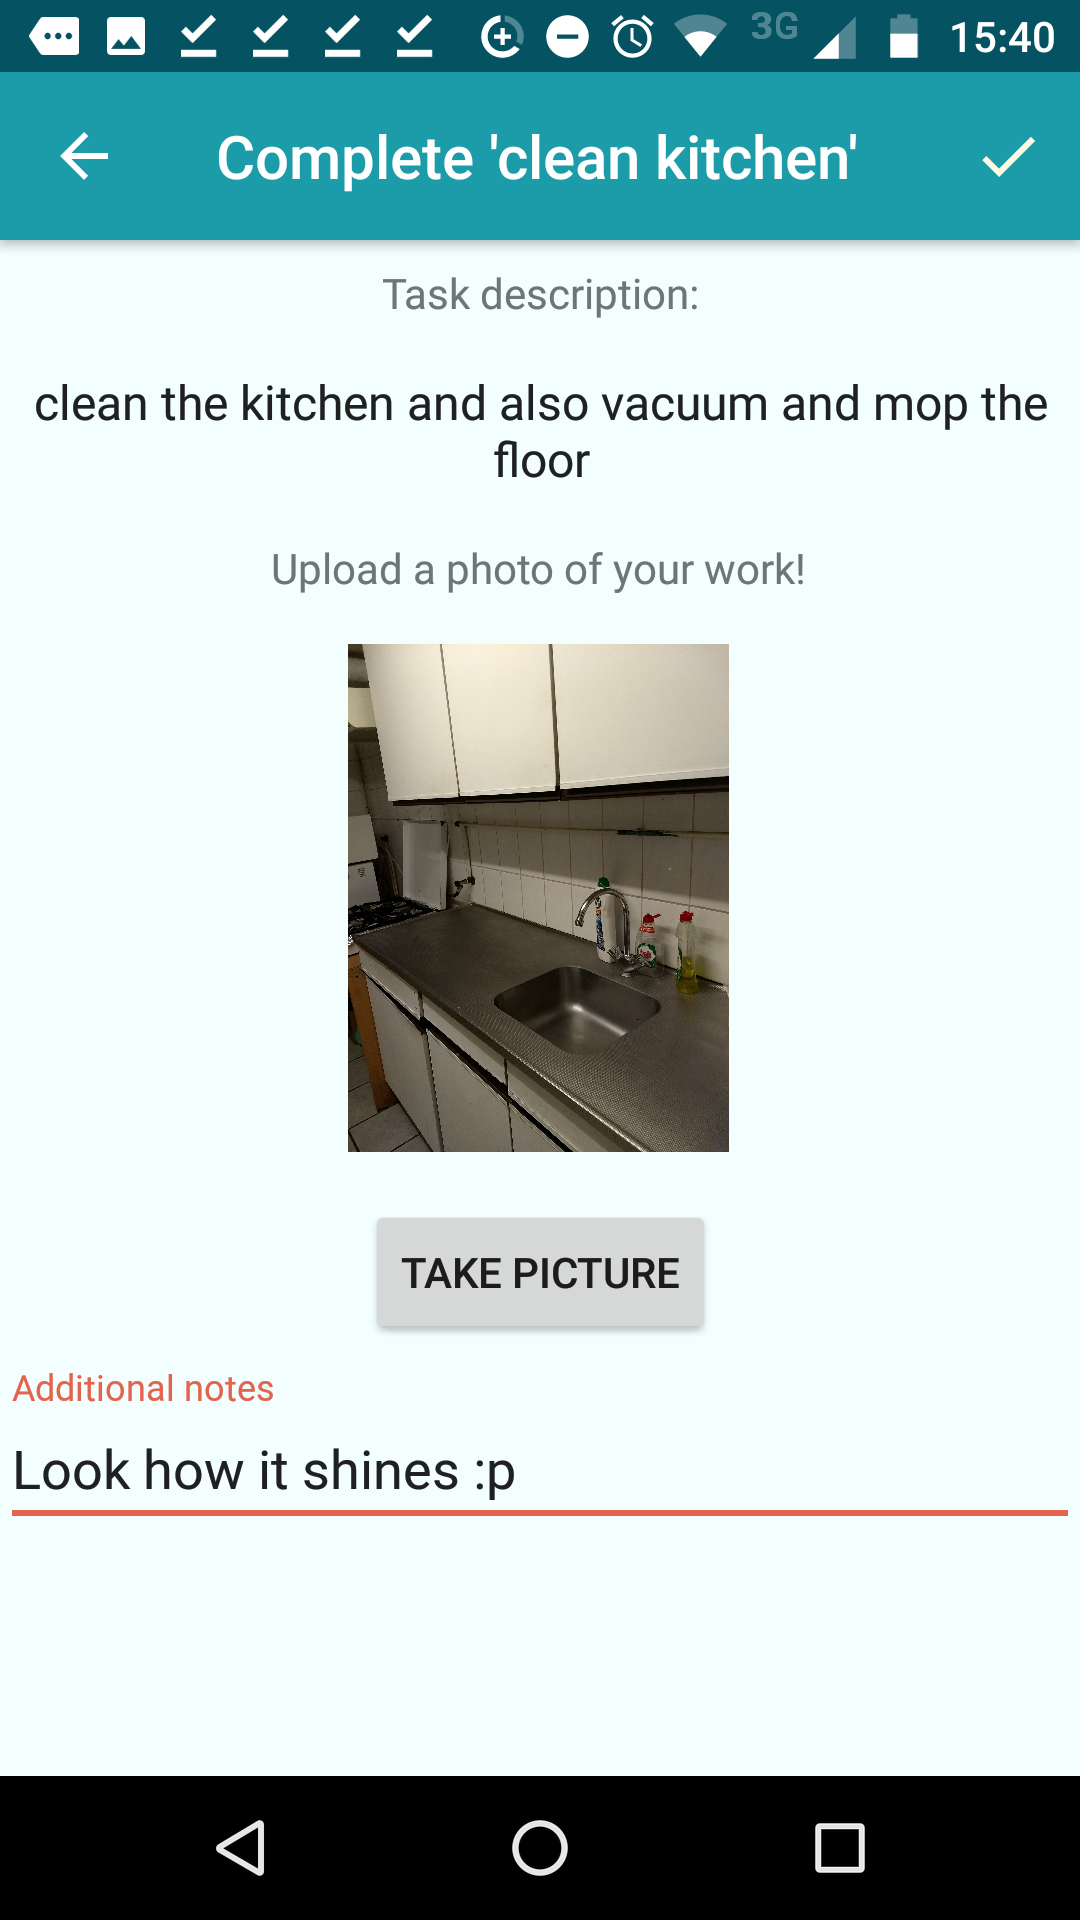 3G 15:40
Complete 'clean kitchen'
Task description:
clean the kitchen and also vacuum and mop the
floor
Upload a photo of your work!
TAKE PICTURE
Additional notes
Look how it shines :p